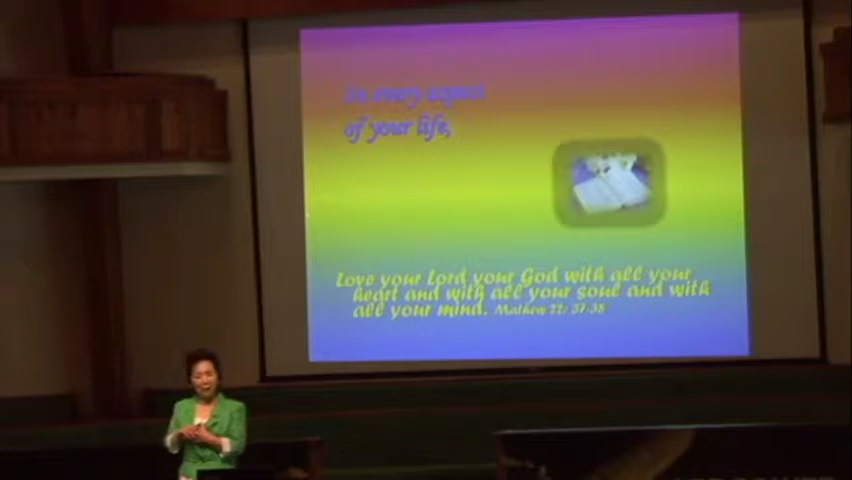 In every aspect
of your life,
Love your Lord your God with all your
heart and with all your soul and with
all your mind. Mathew 22: 37-38